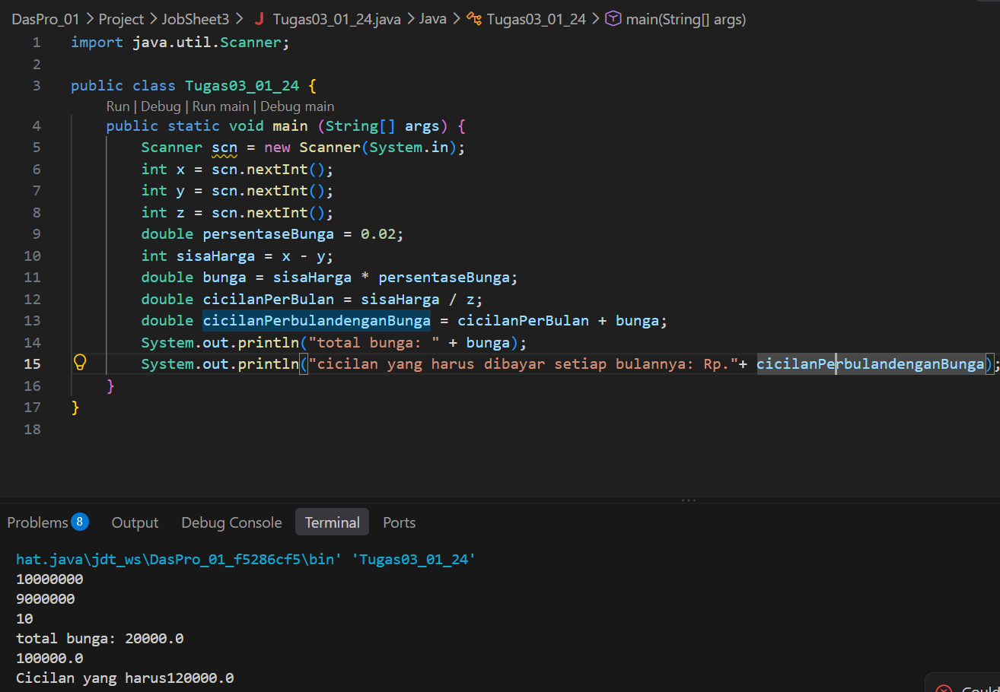 DasPro_01 > Project > JobSheet3 > J Tugas03_01_24.java > Java > Tugas03_01_24 > main(String[] args)
1 import java.util.Scanner;
2
3 public class Tugas03_01_24 {
Run | Debug | Run main | Debug main
4 public static void main (String[] args) {
5 Scanner scn = new Scanner(System.in);
6 int x = scn.nextInt();
7 int y = scn.nextInt();
8 int z = scn.nextInt();
9 double persentaseBunga = 0.02;
10 int sisaHarga = x - y;
11 double bunga = sisaHarga * persentaseBunga;
12 double cicilanPerBulan = sisaHarga / z;
13 double cicilanPerbulandenganBunga = cicilanPerBulan + bunga;
14 System.out.println("total bunga: " + bunga);
15 System.out.println("cicilan yang harus dibayar setiap bulannya: Rp."+ cicilanPerbulandenganBunga);
16 }
17 }
18
Problems 8 Output Debug Console Terminal Ports
hat.java\jdt_ws\DasPro_01_f5286cf5\bin' 'Tugas03_01_24'
10000000
9000000
10
total bunga: 20000.0
100000.0
Cicilan yang harus120000.0